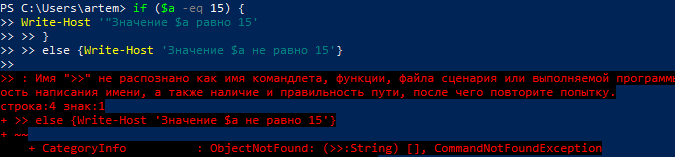 PS C:\Users\artem> if ($a -eq 15) {
>> Write-Host '"Значение $a равно 15'
>> >> }
>> >> else {Write-Host 'Значение $a не равно 15'}
>>
>> : Имя ">>" не распознано как имя командлета, функции, файла сценария или выполняемой программы
ость написания имени, а также наличие и правильность пути, после чего повторите попытку.
строка:4 знак:1
+ >> else {Write-Host 'Значение $a не равно 15'}
+ ~~
    + CategoryInfo          : ObjectNotFound: (>>:String) [], CommandNotFoundException